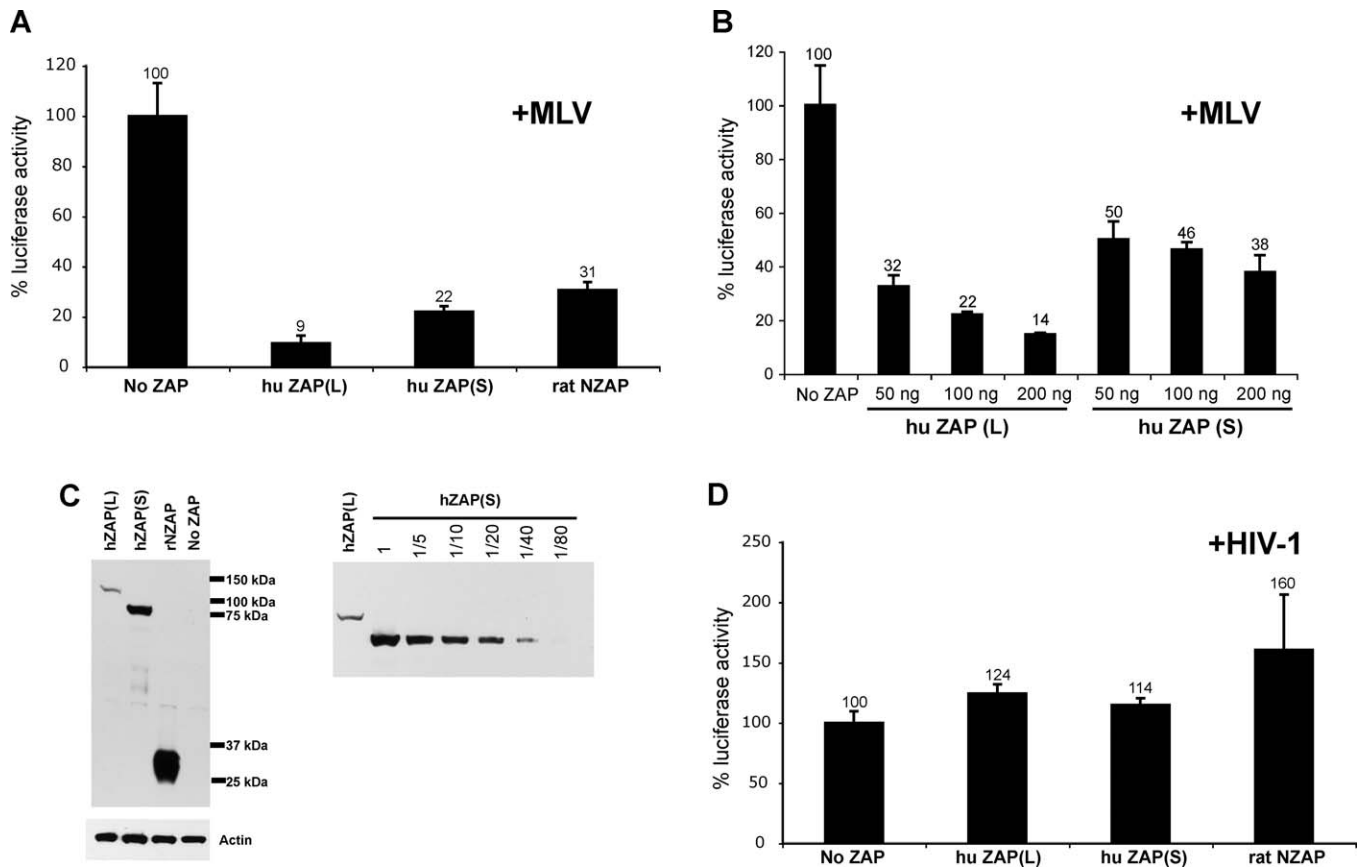 A
% luciferase activity
120
100
80
60
40
20
0
100
9
22
31
+MLV
No ZAP
hu ZAP(L)
hu ZAP(S)
rat NZAP
B
% luciferase activity
120
100
80
60
40
20
0
100
32
22
14
50
46
38
+MLV
No ZAP
50 ng
100 ng
200 ng
50 ng
100 ng
200 ng
hu ZAP (L)
hu ZAP (S)
C
hZAP(L)
hZAP(S)
rNZAP
No ZAP
150 kDa
100 kDa
75 kDa
37 kDa
25 kDa
Actin
hZAP(L)
hZAP(S)
1
1/5
1/10
1/20
1/40
1/80
D
% luciferase activity
250
200
150
100
50
0
100
124
114
160
+HIV-1
No ZAP
hu ZAP(L)
hu ZAP(S)
rat NZAP